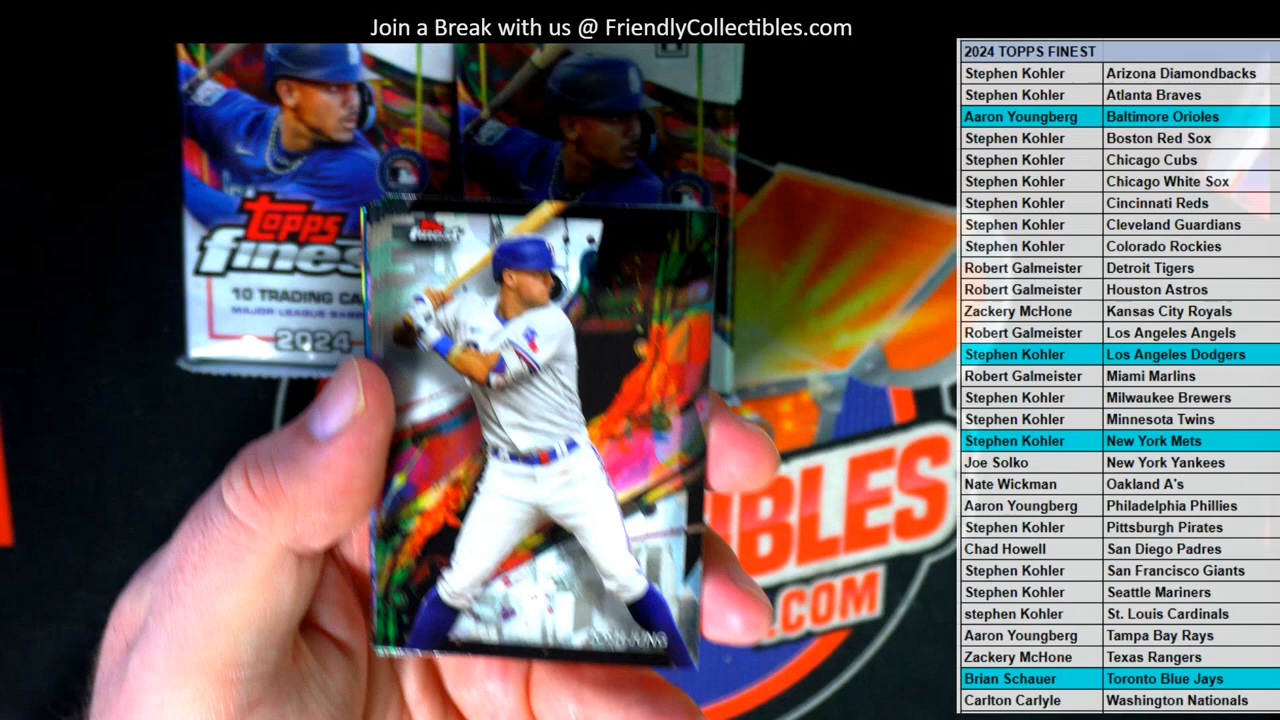 Join a Break with us @ FriendlyCollectibles.com
topps
finest
10 TRADING CA
MAJOR LEAGUE BASEB
2024
finest
JOSH JUNG
IBLES
.COM
2024 TOPPS FINEST
Stephen Kohler Arizona Diamondbacks
Stephen Kohler Atlanta Braves
Aaron Youngberg Baltimore Orioles
Stephen Kohler Boston Red Sox
Stephen Kohler Chicago Cubs
Stephen Kohler Chicago White Sox
Stephen Kohler Cincinnati Reds
Stephen Kohler Cleveland Guardians
Stephen Kohler Colorado Rockies
Robert Galmeister Detroit Tigers
Robert Galmeister Houston Astros
Zackery McHone Kansas City Royals
Robert Galmeister Los Angeles Angels
Stephen Kohler Los Angeles Dodgers
Robert Galmeister Miami Marlins
Stephen Kohler Milwaukee Brewers
Stephen Kohler Minnesota Twins
Stephen Kohler New York Mets
Joe Solko New York Yankees
Nate Wickman Oakland A's
Aaron Youngberg Philadelphia Phillies
Stephen Kohler Pittsburgh Pirates
Chad Howell San Diego Padres
Stephen Kohler San Francisco Giants
Stephen Kohler Seattle Mariners
stephen Kohler St. Louis Cardinals
Aaron Youngberg Tampa Bay Rays
Zackery McHone Texas Rangers
Brian Schauer Toronto Blue Jays
Carlton Carlyle Washington Nationals